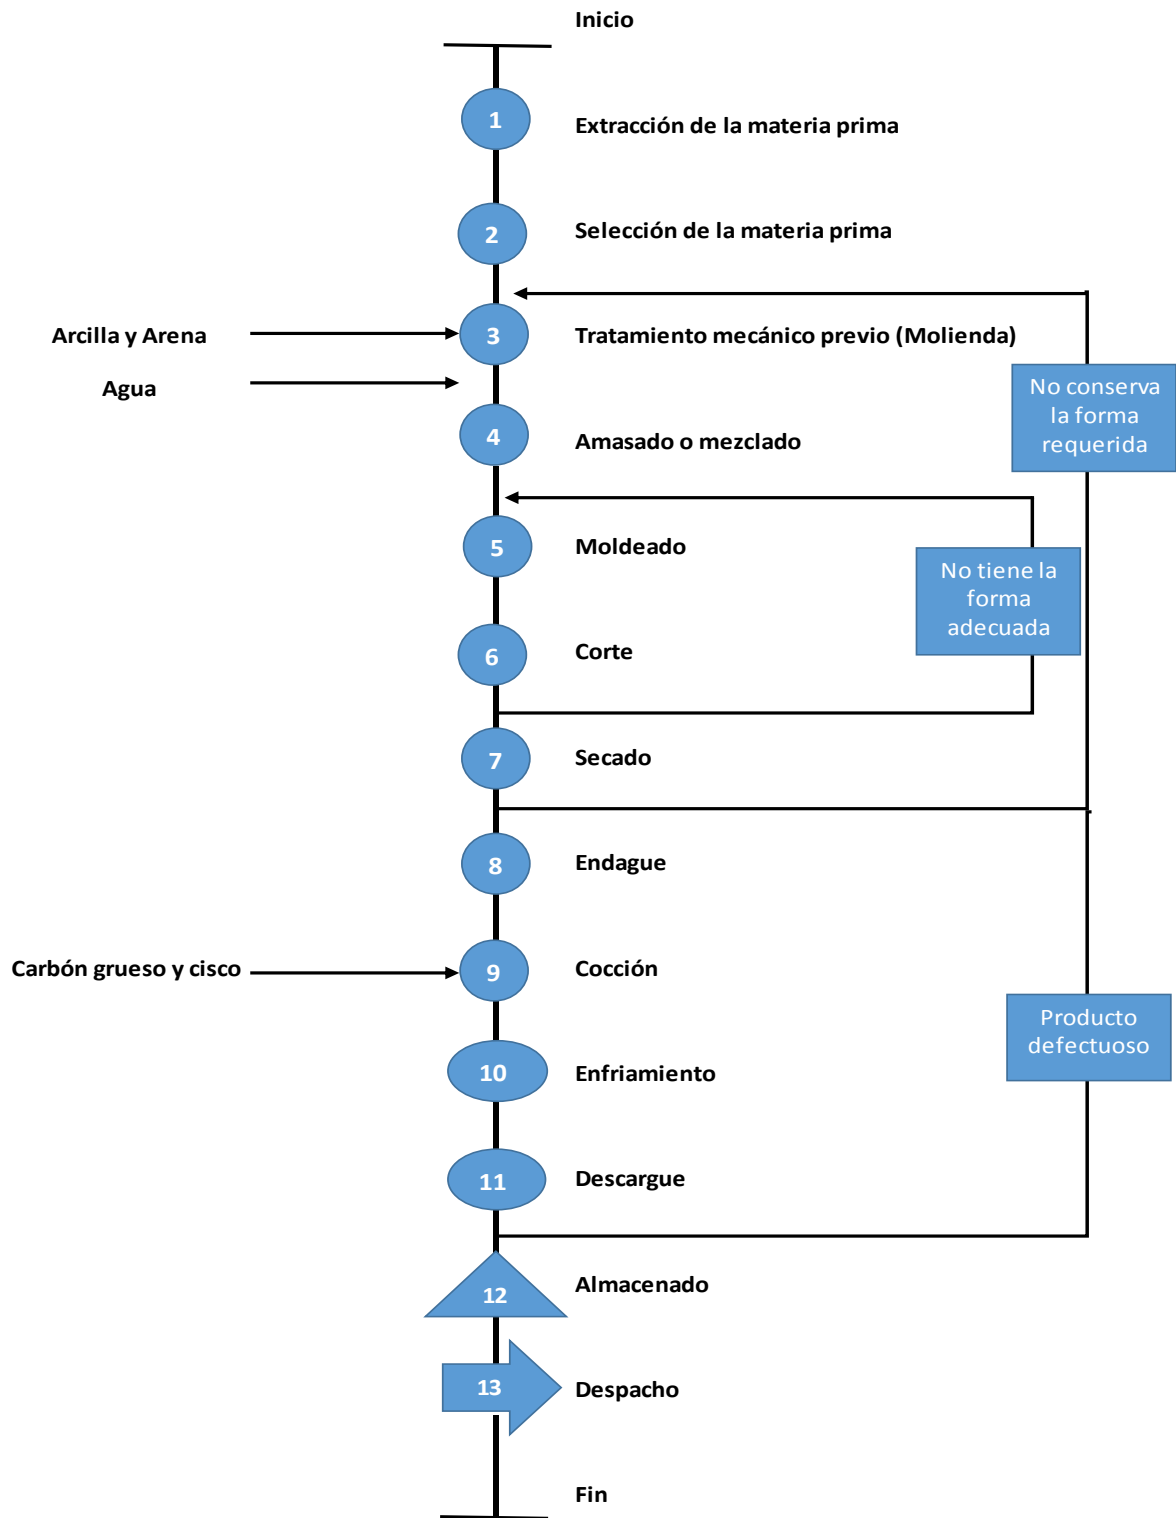 Inicio
1
Extracción de la materia prima
2
Selección de la materia prima
Arcilla y Arena
3
Tratamiento mecánico previo (Molienda)
Agua
No conserva
la forma
requerida
4
Amasado o mezclado
5
Moldeado
No tiene la
forma
adecuada
6
Corte
7
Secado
8
Endague
Carbón grueso y cisco
9
Cocción
Producto
defectuoso
10
Enfriamiento
11
Descargue
12
Almacenado
13
Despacho
Fin